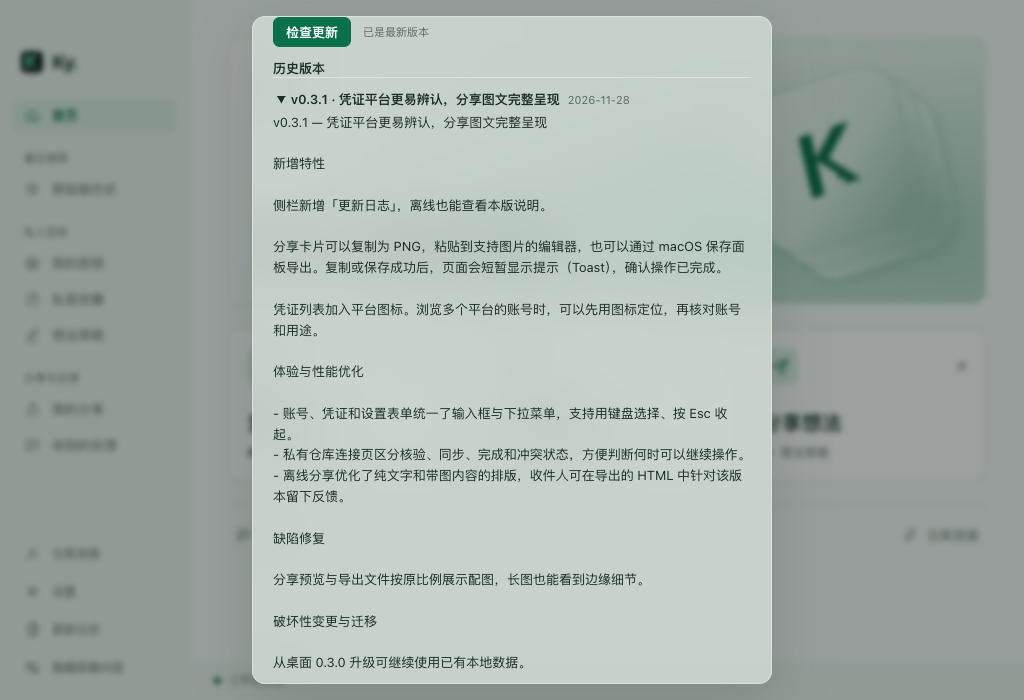 检查更新 已是最新版本
历史版本
▼ v0.3.1 · 凭证平台更易辨认，分享图文完整呈现 2026-11-28
v0.3.1 — 凭证平台更易辨认，分享图文完整呈现
新增特性
侧栏新增「更新日志」，离线也能查看本版说明。
分享卡片可以复制为 PNG，粘贴到支持图片的编辑器，也可以通过 macOS 保存面
板导出。复制或保存成功后，页面会短暂显示提示（Toast），确认操作已完成。
凭证列表加入平台图标。浏览多个平台的账号时，可以先用图标定位，再核对账号
和用途。
体验与性能优化
- 账号、凭证和设置表单统一了输入框与下拉菜单，支持用键盘选择、按 Esc 收
起。
- 私有仓库连接页区分核验、同步、完成和冲突状态，方便判断何时可以继续操作。
- 离线分享优化了纯文字和带图内容的排版，收件人可在导出的 HTML 中针对该版
本留下反馈。
缺陷修复
分享预览与导出文件按原比例展示配图，长图也能看到边缘细节。
破坏性变更与迁移
从桌面 0.3.0 升级可继续使用已有本地数据。
Ky.
首页
K
分享想法
设置
更新日志